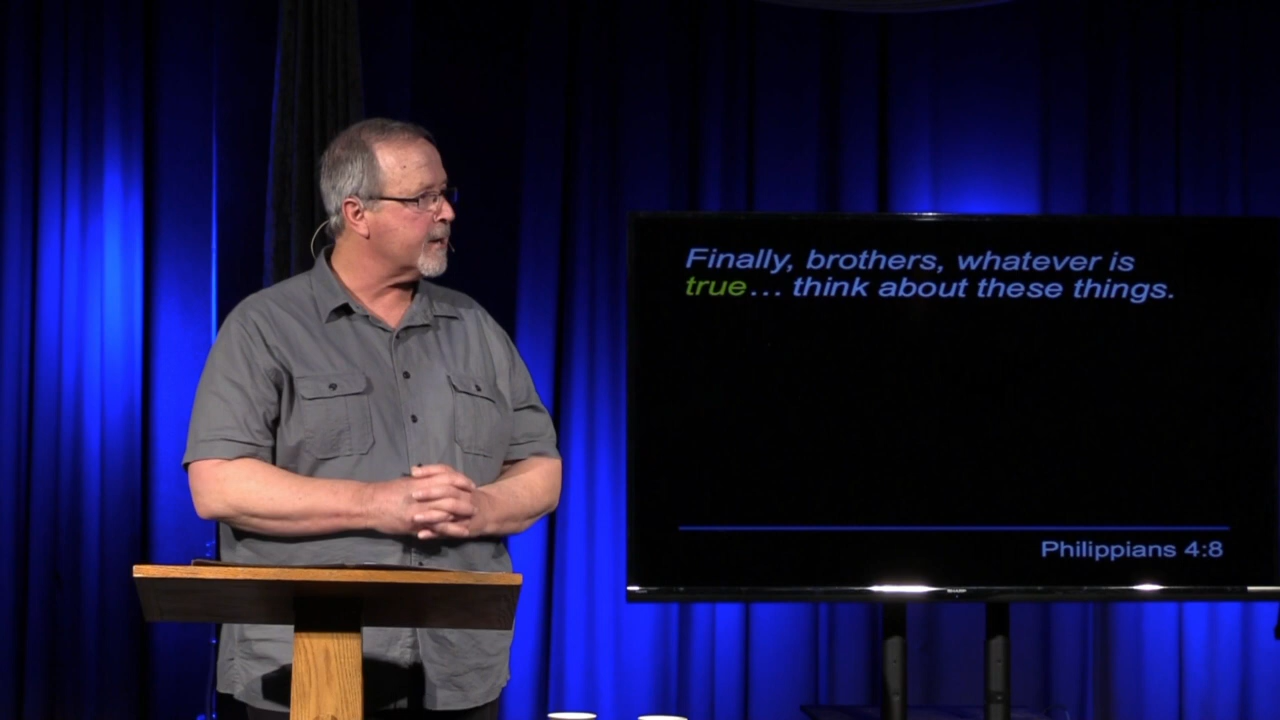 Finally, brothers, whatever is
true... think about these things.
Philippians 4:8